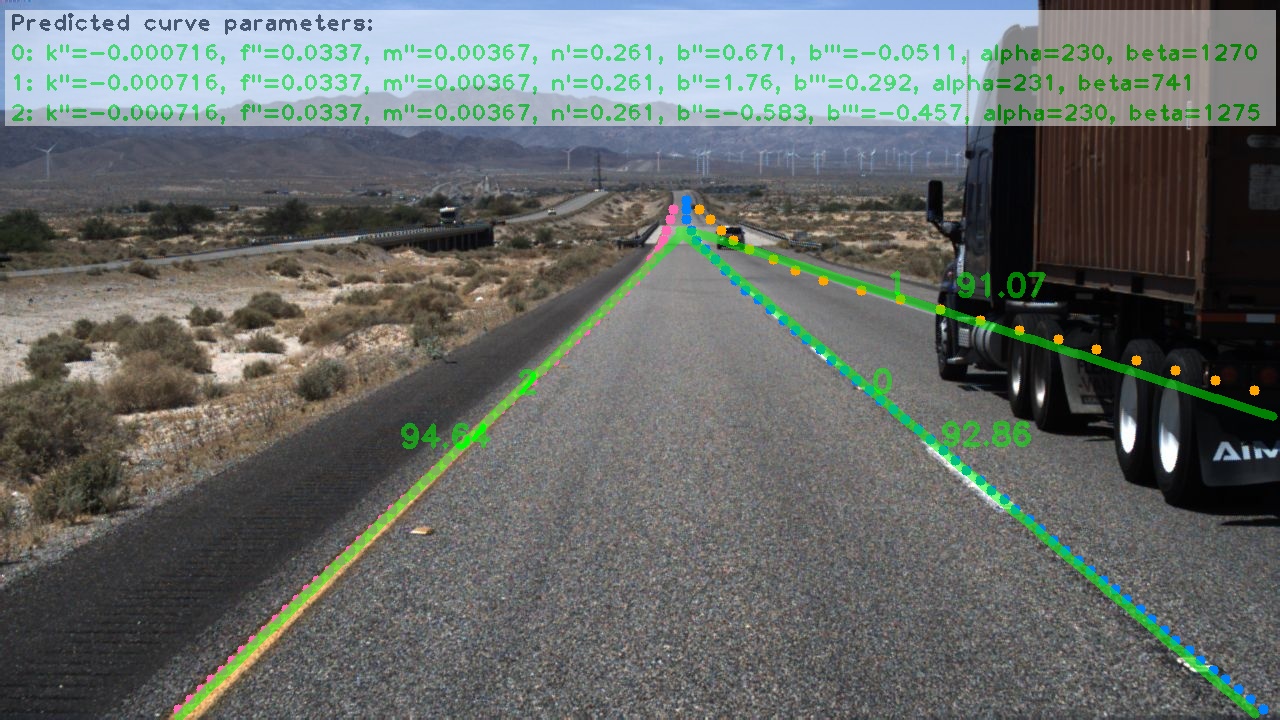 Predicted curve parameters:
0: k''=-0.000716, f''=0.0337, m''=0.00367, n'=0.261, b''=0.671, b'''=-0.0511, alpha=230, beta=1270
1: k''=-0.000716, f''=0.0337, m''=0.00367, n'=0.261, b''=1.76, b'''=0.292, alpha=231, beta=741
2: k''=-0.000716, f''=0.0337, m''=0.00367, n'=0.261, b''=-0.583, b'''=-0.457, alpha=230, beta=1275
1 91.07
2 0
94.64 92.86
AiM